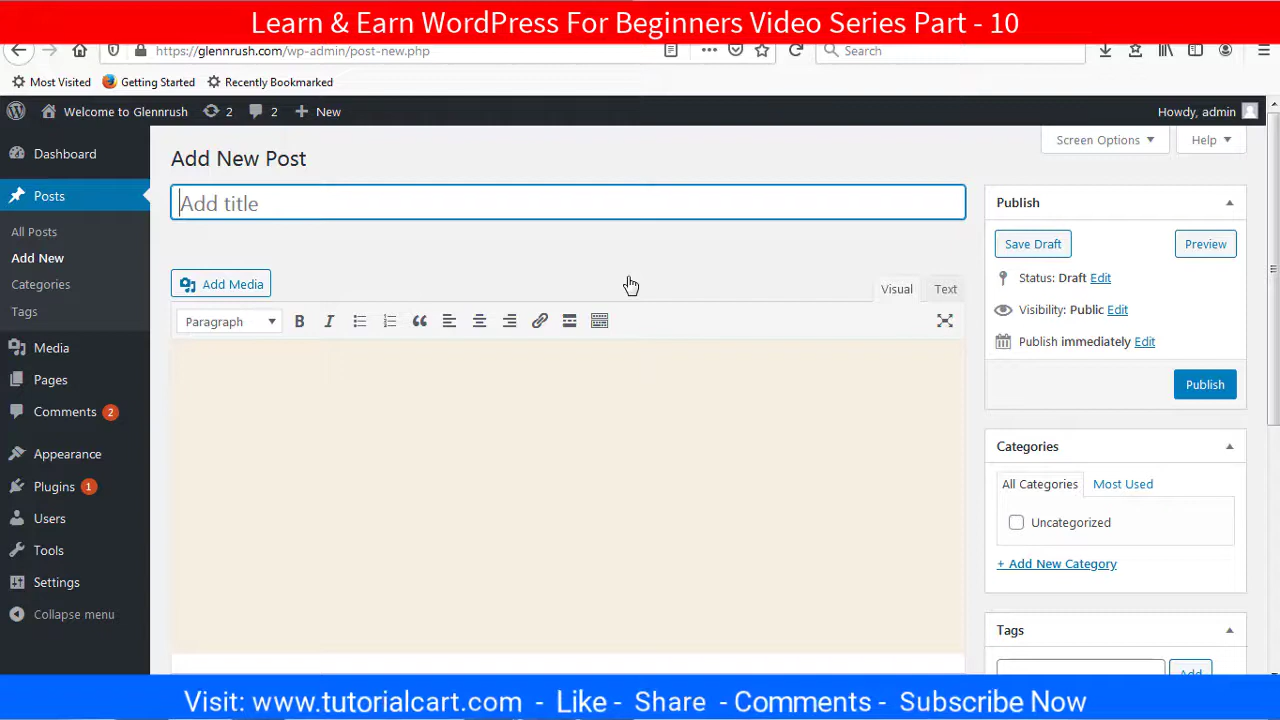 Learn & Earn WordPress For Beginners Video Series Part - 10
https://glennrush.com/wp-admin/post-new.php
Search
Most Visited
Getting Started
Recently Bookmarked
Welcome to Glennrush
2
2
New
Howdy, admin
Dashboard
Posts
All Posts
Add New
Categories
Tags
Media
Pages
Comments 2
Appearance
Plugins 1
Users
Tools
Settings
Collapse menu
Screen Options
Help
Add New Post
Add title
Add Media
Visual
Text
Paragraph
B
I
Publish
Save Draft
Preview
Status: Draft Edit
Visibility: Public Edit
Publish immediately Edit
Publish
Categories
All Categories
Most Used
Uncategorized
+ Add New Category
Tags
Add
Visit: www.tutorialcart.com - Like - Share - Comments - Subscribe Now